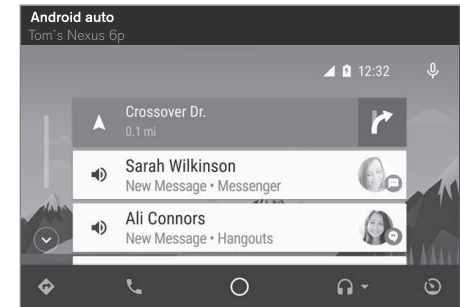 Android auto
Tom´s Nexus 6p
12:32
Crossover Dr.
0.1 mi
Sarah Wilkinson
New Message • Messenger
Ali Connors
New Message • Hangouts